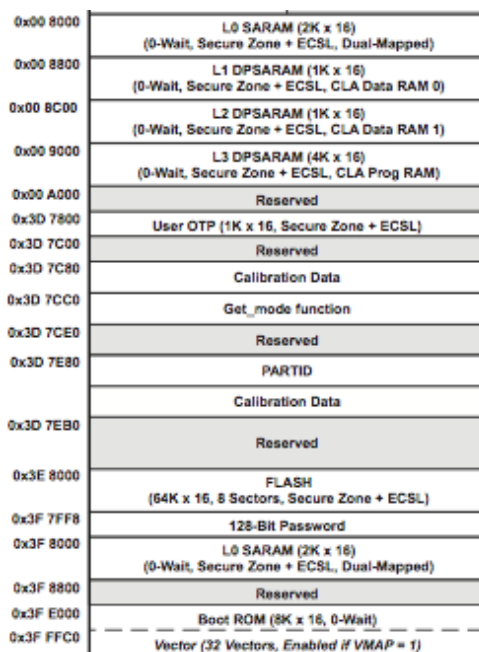 0x00 8000
L0 SARAM (2K x 16)
(0-Wait, Secure Zone + ECSL, Dual-Mapped)
0x00 8800
L1 DPSARAM (1K x 16)
(0-Wait, Secure Zone + ECSL, CLA Data RAM 0)
0x00 8C00
L2 DPSARAM (1K x 16)
(0-Wait, Secure Zone + ECSL, CLA Data RAM 1)
0x00 9000
L3 DPSARAM (4K x 16)
(0-Wait, Secure Zone + ECSL, CLA Prog RAM)
0x00 A000
Reserved
0x3D 7800
User OTP (1K x 16, Secure Zone + ECSL)
0x3D 7C00
Reserved
0x3D 7C80
Calibration Data
0x3D 7CC0
Get_mode function
0x3D 7CE0
Reserved
0x3D 7E80
PARTID
Calibration Data
0x3D 7EB0
Reserved
0x3E 8000
FLASH
(64K x 16, 8 Sectors, Secure Zone + ECSL)
0x3F 7FF8
128-Bit Password
0x3F 8000
L0 SARAM (2K x 16)
(0-Wait, Secure Zone + ECSL, Dual-Mapped)
0x3F 8800
Reserved
0x3F E000
Boot ROM (8K x 16, 0-Wait)
0x3F FFC0
Vector (32 Vectors, Enabled if VMAP = 1)